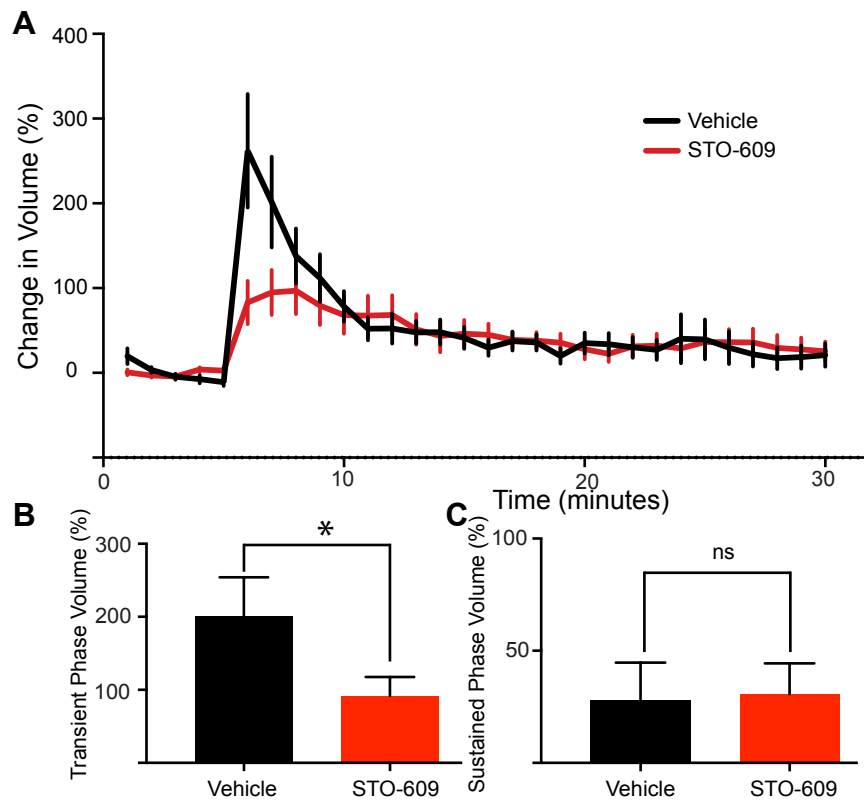 A
400
300
200
100
0
Change in Volume (%)
Vehicle
STO-609
0
10
20
30
Time (minutes)
B
Transient Phase Volume (%)
300
200
100
*
Vehicle
STO-609
C
Sustained Phase Volume (%)
100
50
ns
Vehicle
STO-609